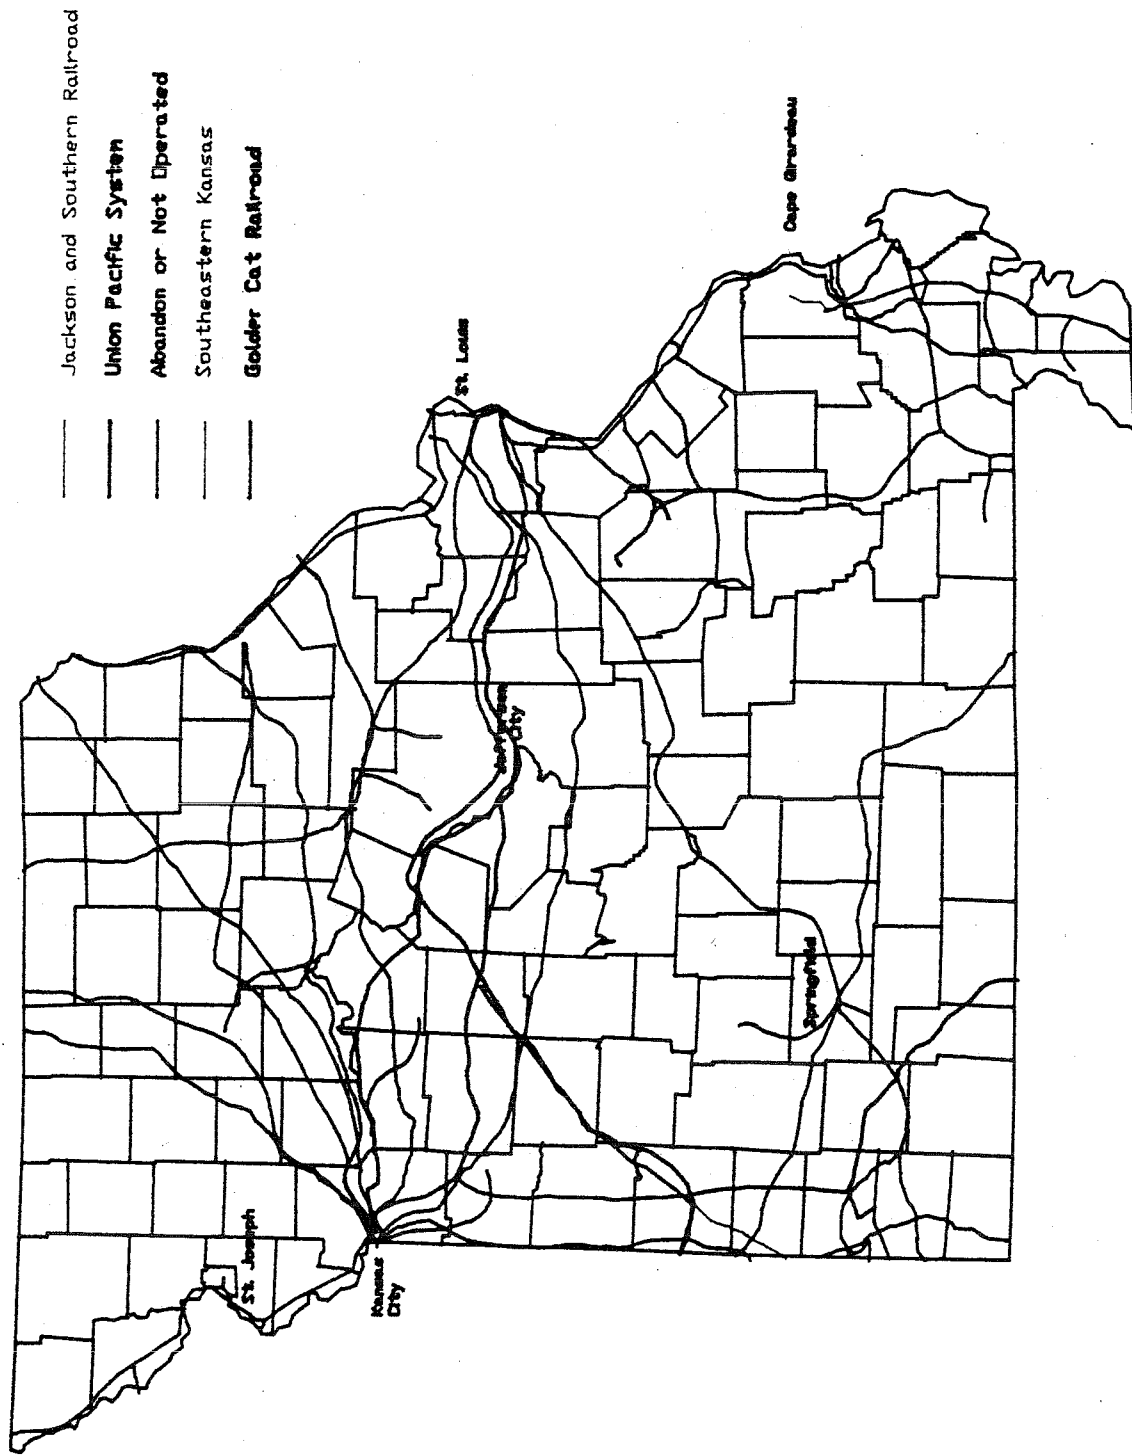 Jackson and Southern Railroad
Union Pacific System
Abandon or Not Operated
Southeastern Kansas
Golder Cat Railroad
St. Joseph
Kansas
City
Jefferson
City
St. Louis
Springfield
Cape Girardeau